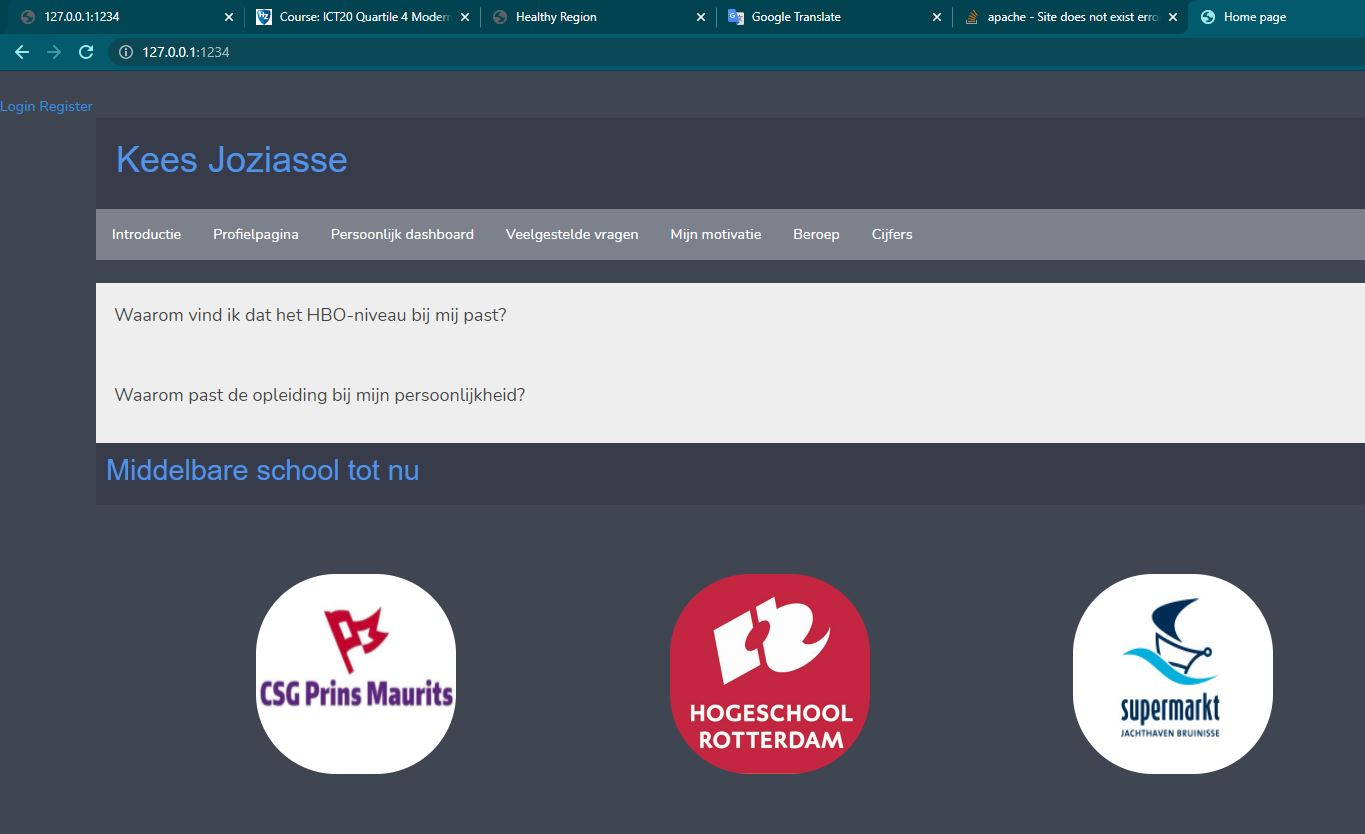 127.0.0.1:1234
Course: ICT20 Quartile 4 Modern
Healthy Region
Google Translate
apache - Site does not exist erro
Home page
127.0.0.1:1234
Login Register
Kees Joziasse
Introductie Profielpagina Persoonlijk dashboard Veelgestelde vragen Mijn motivatie Beroep Cijfers
Waarom vind ik dat het HBO-niveau bij mij past?
Waarom past de opleiding bij mijn persoonlijkheid?
Middelbare school tot nu
CSG Prins Maurits
HOGESCHOOL
ROTTERDAM
supermarkt
JACHTHAVEN BRUINISSE